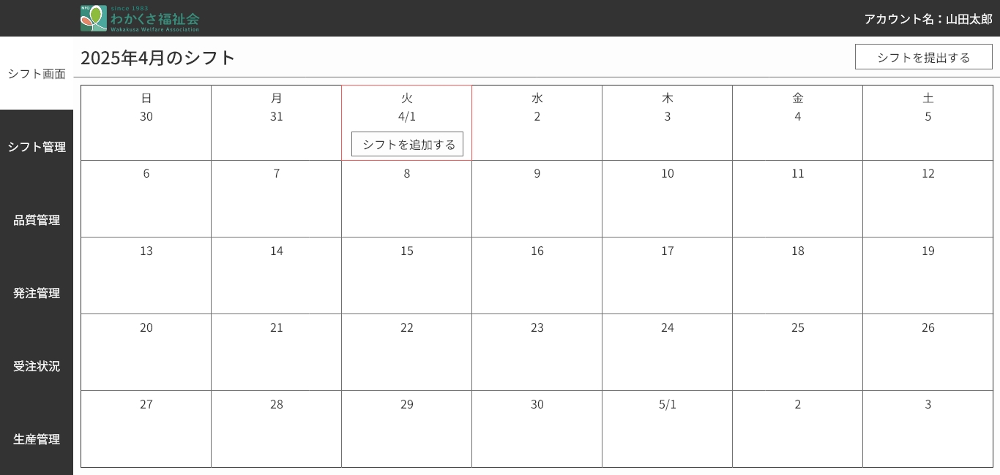 NPO
since 1983
わかくさ福祉会
Wakakusa Welfare Association
アカウント名：山田太郎
シフト画面
シフト管理
品質管理
発注管理
受注状況
生産管理
2025年4月のシフト
シフトを提出する
日 月 火 水 木 金 土
30 31 4/1 2 3 4 5
シフトを追加する
6 7 8 9 10 11 12
13 14 15 16 17 18 19
20 21 22 23 24 25 26
27 28 29 30 5/1 2 3